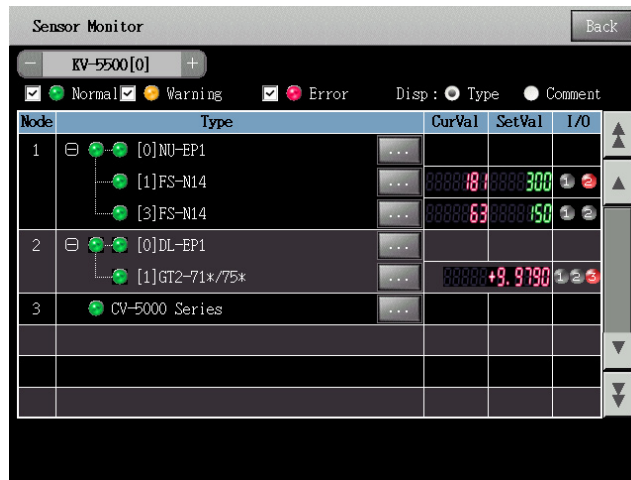 Sensor Monitor Back
- KV-5500[0] +
Normal Warning Error Disp: Type Comment
Node Type CurVal SetVal I/O
1 [0]NU-EP1 ...
[1]FS-N14 ... 181 300 1 2
[3]FS-N14 ... 63 150 1 2
2 [0]DL-EP1 ...
[1]GT2-71*/75* ... +9.9790 1 2 3
3 CV-5000 Series ...